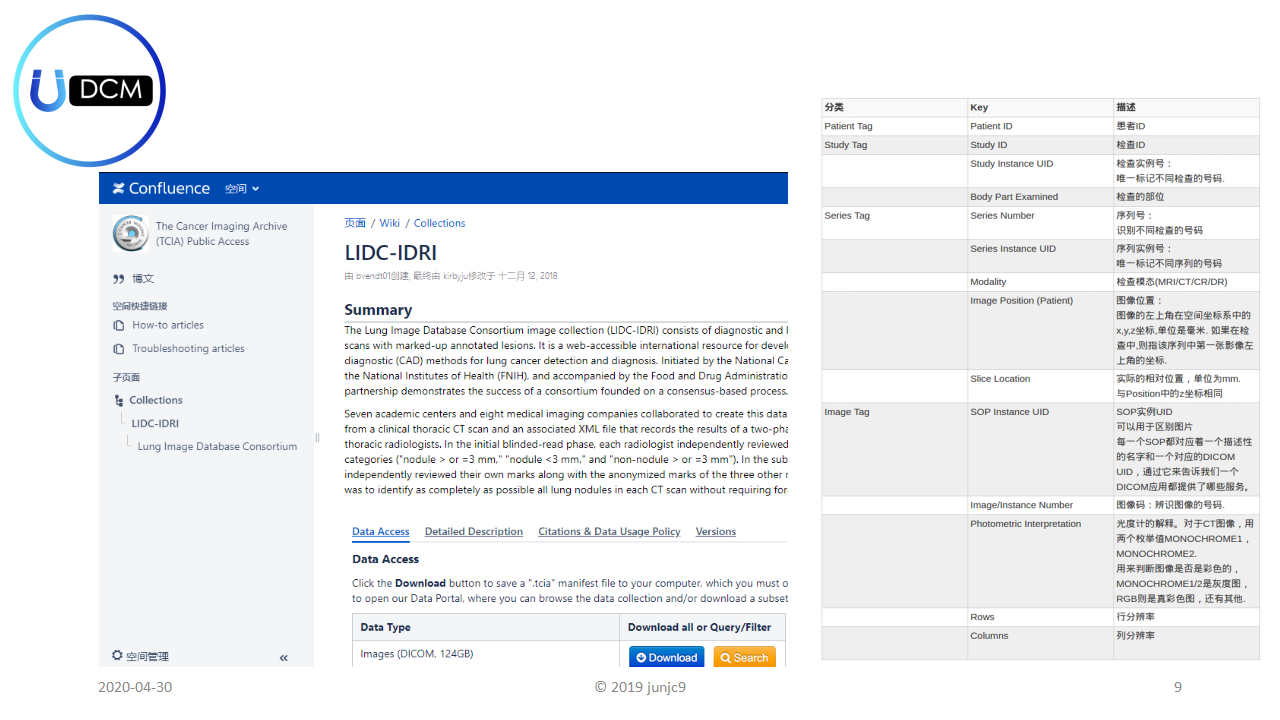 U DCM
Confluence 空间
The Cancer Imaging Archive
(TCIA) Public Access
博文
空间快捷链接
How-to articles
Troubleshooting articles
子页面
Collections
LIDC-IDRI
Lung Image Database Consortium
空间管理
页面 / Wiki / Collections
LIDC-IDRI
由 bvendt01创建, 最终由 kirbyju修改于 十二月 12, 2018
Summary
The Lung Image Database Consortium image collection (LIDC-IDRI) consists of diagnostic and
scans with marked-up annotated lesions. It is a web-accessible international resource for
diagnostic (CAD) methods for lung cancer detection and diagnosis. Initiated by the National
the National Institutes of Health (FNIH), and accompanied by the Food and Drug
partnership demonstrates the success of a consortium founded on a consensus-based process.
Seven academic centers and eight medical imaging companies collaborated to create this data
from a clinical thoracic CT scan and an associated XML file that records the results of a
thoracic radiologists. In the initial blinded-read phase, each radiologist independently reviewed
categories ("nodule > or =3 mm," "nodule <3 mm," and "non-nodule > or =3 mm"). In the
independently reviewed their own marks along with the anonymized marks of the three other
was to identify as completely as possible all lung nodules in each CT scan without requiring
Data Access Detailed Description Citations & Data Usage Policy Versions
Data Access
Click the Download button to save a ".tcia" manifest file to your computer, which you must
to open our Data Portal, where you can browse the data collection and/or download a
Data Type Download all or Query/Filter
Images (DICOM, 124GB) Download Search
分类 Key 描述
Patient Tag Patient ID 患者ID
Study Tag Study ID 检查ID
Study Instance UID 检查实例号：
唯一标记不同检查的号码.
Body Part Examined 检查的部位
Series Tag Series Number 序列号：
识别不同检查的号码
Series Instance UID 序列实例号：
唯一标记不同序列的号码
Modality 检查模态(MRI/CT/CR/DR)
Image Position (Patient) 图像位置：
图像的左上角在空间坐标系中的
x,y,z坐标,单位是毫米. 如果在检
查中,则指该序列中第一张影像左
上角的坐标.
Slice Location 实际的相对位置，单位为mm.
与Position中的z坐标相同
Image Tag SOP Instance UID SOP实例UID
可以用于区别图片
每一个SOP都对应着一个描述性
的名字和一个对应的DICOM
UID，通过它来告诉我们一个
DICOM应用都提供了哪些服务。
Image/Instance Number 图像码：辨识图像的号码.
Photometric Interpretation 光度计的解释。对于CT图像，用
两个枚举值MONOCHROME1，
MONOCHROME2.
用来判断图像是否是彩色的，
MONOCHROME1/2是灰度图，
RGB则是真彩色图，还有其他.
Rows 行分辨率
Columns 列分辨率
2020-04-30 © 2019 junjc9 9